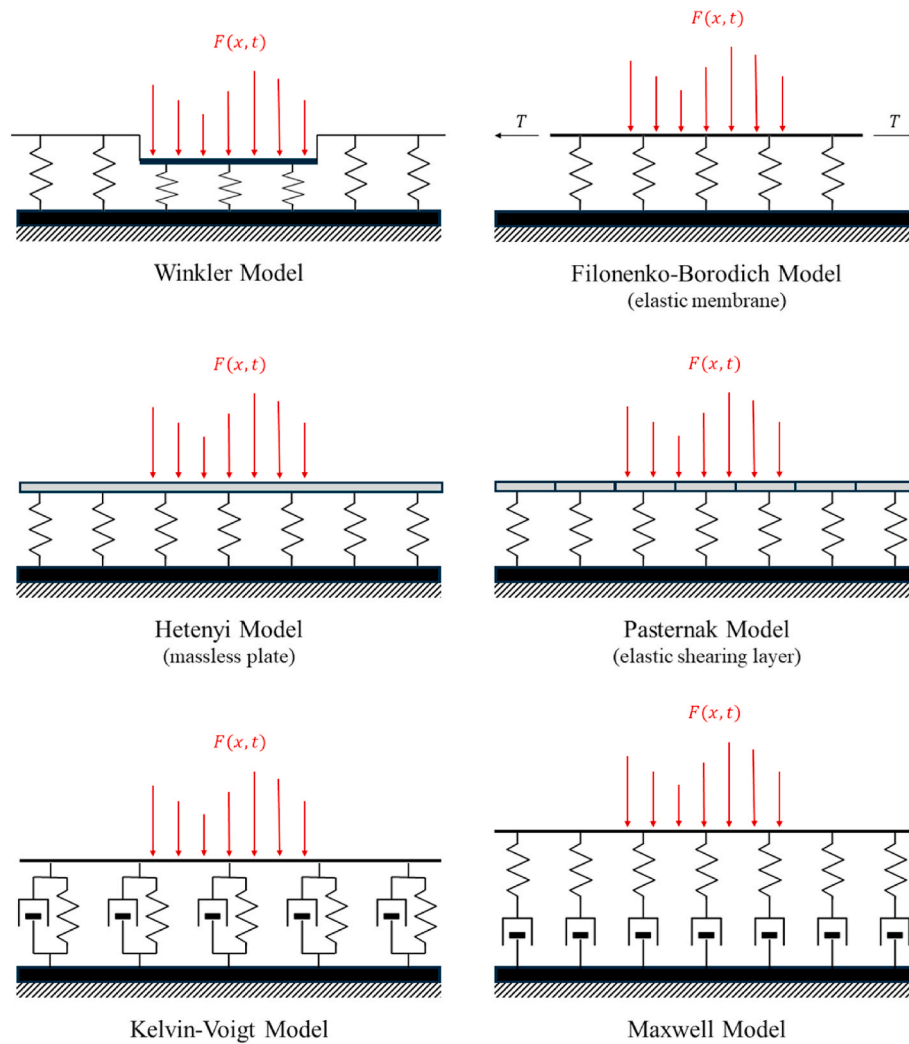 F(x, t)
F(x, t)
T
T
Winkler Model
Filonenko-Borodich Model
(elastic membrane)
F(x, t)
F(x, t)
Hetenyi Model
(massless plate)
Pasternak Model
(elastic shearing layer)
F(x, t)
F(x, t)
Kelvin-Voigt Model
Maxwell Model